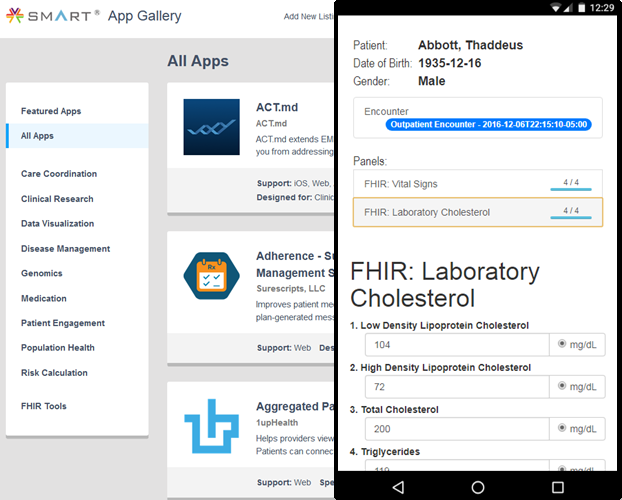 SMART® App Gallery
Add New Listi
All Apps
Featured Apps
All Apps
Care Coordination
Clinical Research
Data Visualization
Disease Management
Genomics
Medication
Patient Engagement
Population Health
Risk Calculation
FHIR Tools
ACT.md
ACT.md
ACT.md extends EM
you from addressing
Support: iOS, Web,
Designed for: Clinic
Rx
Adherence - Su
Management S
Surescripts, LLC
Improves patient med
plan-generated mess
Support: Web Des
Aggregated Pa
1upHealth
Helps providers view
Patients can connec
Support: Web Spe
12:29
Patient: Abbott, Thaddeus
Date of Birth: 1935-12-16
Gender: Male
Encounter
Outpatient Encounter - 2016-12-06T22:15:10-05:00
Panels:
FHIR: Vital Signs 4 / 4
FHIR: Laboratory Cholesterol 4 / 4
FHIR: Laboratory
Cholesterol
1. Low Density Lipoprotein Cholesterol
104 mg/dL
2. High Density Lipoprotein Cholesterol
72 mg/dL
3. Total Cholesterol
200 mg/dL
4. Triglycerides
119 mg/dL